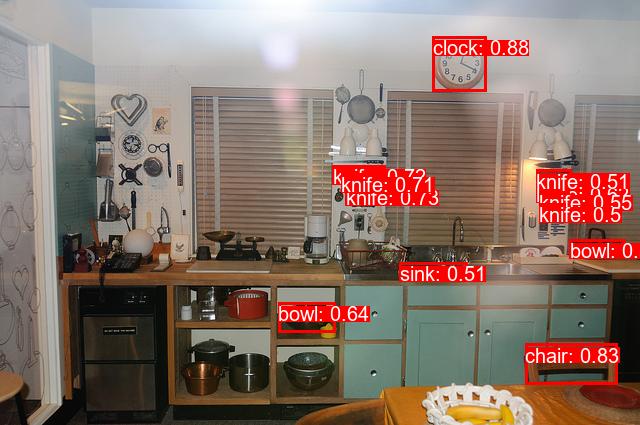 clock: 0.88
knife: 0.71
knife: 0.73
knife: 0.51
knife: 0.55
knife: 0.5
bowl: 0.
sink: 0.51
bowl: 0.64
chair: 0.83